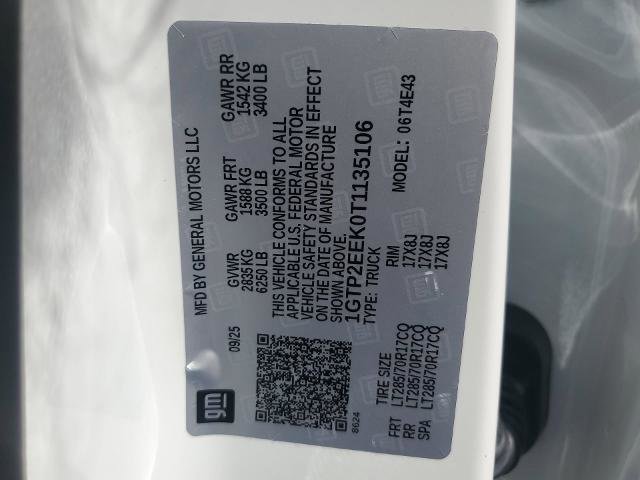 gm
MFD BY GENERAL MOTORS LLC
09/25
GVWR GAWR FRT GAWR RR
2835 KG 1588 KG 1542 KG
6250 LB 3500 LB 3400 LB
THIS VEHICLE CONFORMS TO ALL
APPLICABLE U.S. FEDERAL MOTOR
VEHICLE SAFETY STANDARDS IN EFFECT
ON THE DATE OF MANUFACTURE
SHOWN ABOVE.
1GTP2EEK0T1135106
8624
TYPE: TRUCK MODEL: 06T4E43
TIRE SIZE RIM
FRT LT285/70R17CQ 17X8J
RR LT285/70R17CQ 17X8J
SPA LT285/70R17CQ 17X8J